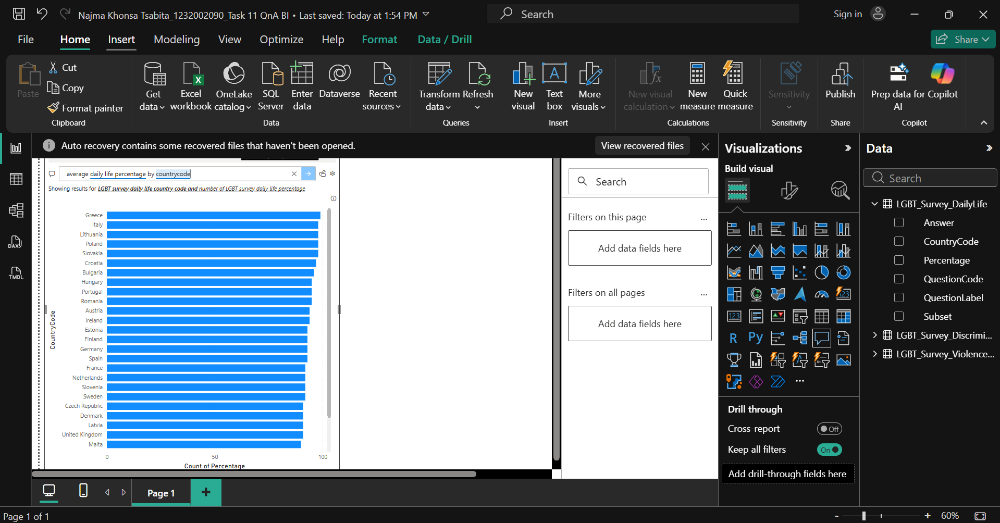 Najma Khonsa Tsabita_1232002090_Task 11 QnA BI • Last saved: Today at 1:54 PM
Search
Sign in
File
Home
Insert
Modeling
View
Optimize
Help
Format
Data / Drill
Share
Paste
Cut
Copy
Format painter
Clipboard
Get data
Excel workbook
OneLake catalog
SQL Server
Enter data
Dataverse
Recent sources
Data
Transform data
Refresh
Queries
New visual
Text box
More visuals
Insert
New visual calculation
New measure
Quick measure
Calculations
Sensitivity
Sensitivity
Publish
Share
Prep data for AI
Copilot
Copilot
Auto recovery contains some recovered files that haven't been opened.
View recovered files
DAX
TMDL
average daily life percentage by countrycode
Showing results for LGBT survey daily life country code and number of LGBT survey daily life percentage
CountryCode
Greece
Italy
Lithuania
Poland
Slovakia
Croatia
Bulgaria
Hungary
Portugal
Romania
Austria
Ireland
Estonia
Finland
Germany
Spain
France
Netherlands
Slovenia
Sweden
Czech Republic
Denmark
Latvia
United Kingdom
Malta
0 50 100
Count of Percentage
Search
Filters on this page
...
Add data fields here
Filters on all pages
...
Add data fields here
Visualizations
Build visual
123
123
R
Py
...
Drill through
Cross-report
Off
Keep all filters
On
Add drill-through fields here
Data
Search
LGBT_Survey_DailyLife
Answer
CountryCode
Percentage
QuestionCode
QuestionLabel
Subset
LGBT_Survey_Discrimi...
LGBT_Survey_Violence...
Page 1
+
Page 1 of 1
- + 60%